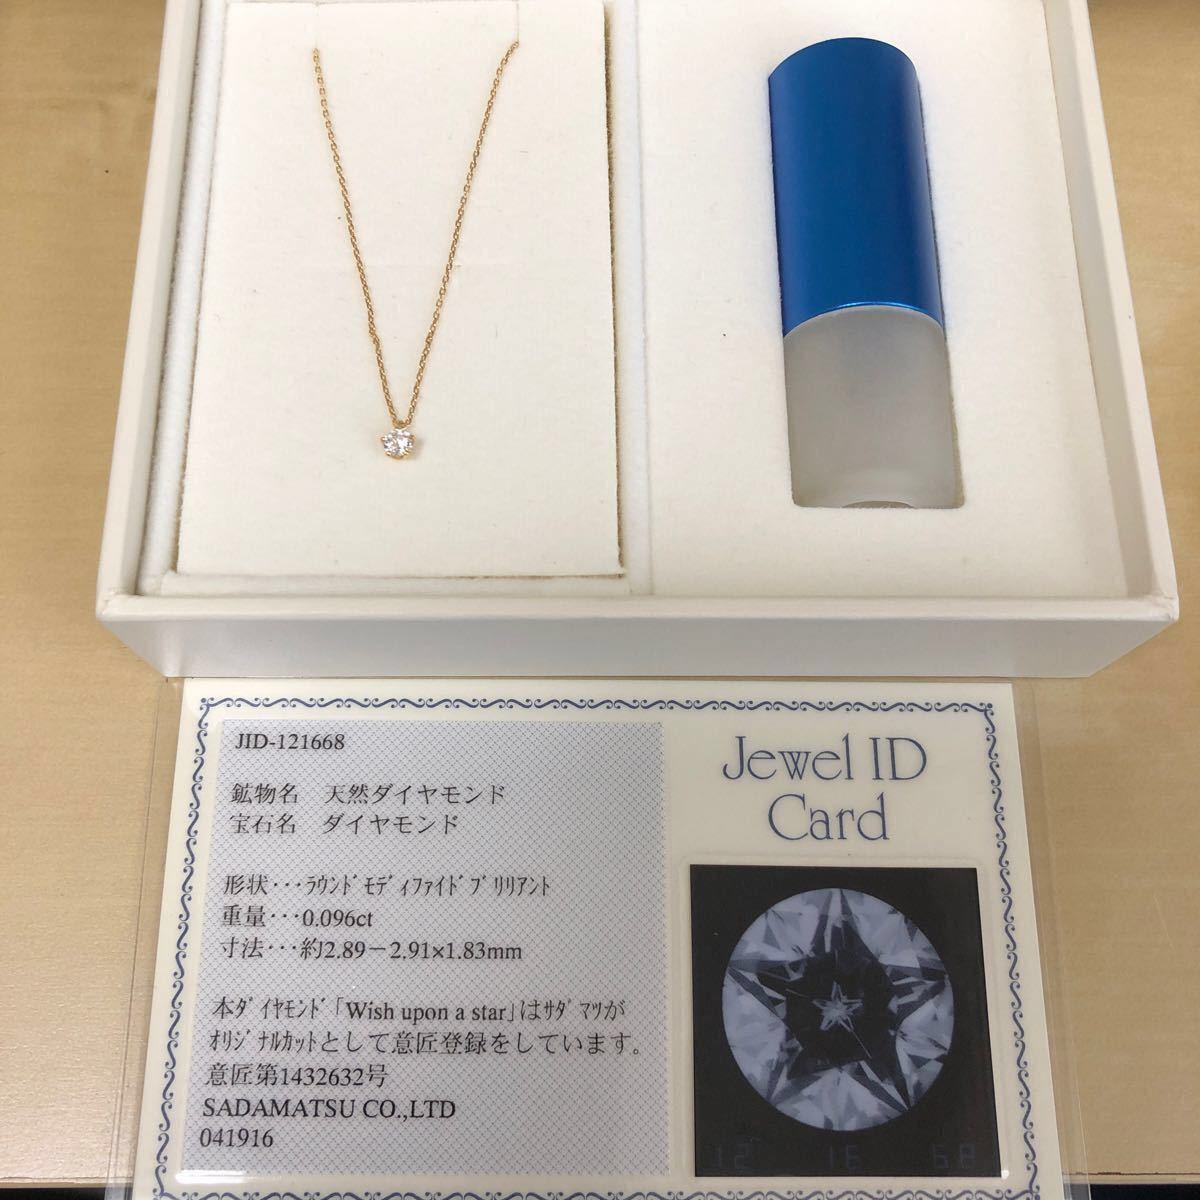 JID-121668
鉱物名　天然ダイヤモンド
宝石名　ダイヤモンド
形状･･･ﾗｳﾝﾄﾞﾓﾃﾞｨﾌｧｲﾄﾞﾌﾞﾘﾘｱﾝﾄ
重量･･･0.096ct
寸法･･･約2.89－2.91×1.83mm
本ﾀﾞｲﾔﾓﾝﾄﾞ｢Wish upon a star｣はｻﾀﾞﾏﾂが
ｵﾘｼﾞﾅﾙｶｯﾄとして意匠登録をしています。
意匠第1432632号
SADAMATSU CO.,LTD
041916
Jewel ID
Card
12 16 68